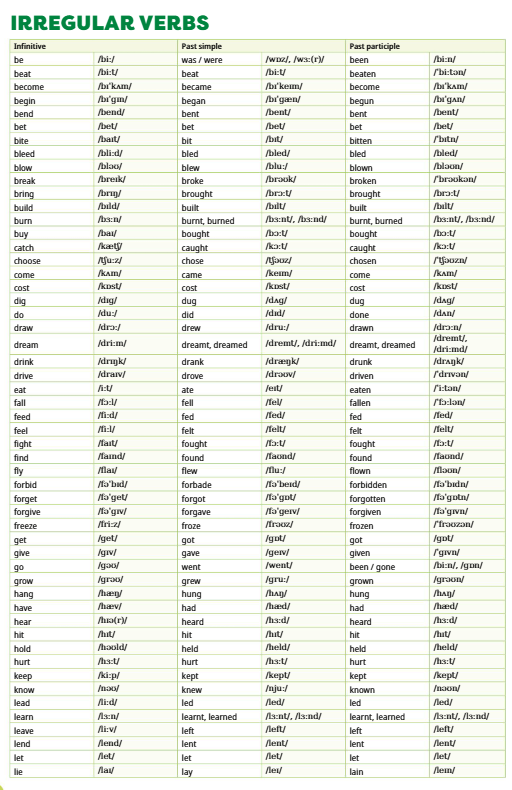 IRREGULAR VERBS
Infinitive Past simple Past participle
be /biː/ was / were /wɒz/, /wɜː(r)/ been /biːn/
beat /biːt/ beat /biːt/ beaten /ˈbiːtən/
become /bɪˈkʌm/ became /bɪˈkeɪm/ become /bɪˈkʌm/
begin /bɪˈgɪn/ began /bɪˈgæn/ begun /bɪˈgʌn/
bend /bend/ bent /bent/ bent /bent/
bet /bet/ bet /bet/ bet /bet/
bite /baɪt/ bit /bɪt/ bitten /ˈbɪtn/
bleed /bliːd/ bled /bled/ bled /bled/
blow /bləʊ/ blew /bluː/ blown /bləʊn/
break /breɪk/ broke /brəʊk/ broken /ˈbrəʊkən/
bring /brɪŋ/ brought /brɔːt/ brought /brɔːt/
build /bɪld/ built /bɪlt/ built /bɪlt/
burn /bɜːn/ burnt, burned /bɜːnt/, /bɜːnd/ burnt, burned /bɜːnt/, /bɜːnd/
buy /baɪ/ bought /bɔːt/ bought /bɔːt/
catch /kætʃ/ caught /kɔːt/ caught /kɔːt/
choose /tʃuːz/ chose /tʃəʊz/ chosen /ˈtʃəʊzn/
come /kʌm/ came /keɪm/ come /kʌm/
cost /kɒst/ cost /kɒst/ cost /kɒst/
dig /dɪg/ dug /dʌg/ dug /dʌg/
do /duː/ did /dɪd/ done /dʌn/
draw /drɔː/ drew /druː/ drawn /drɔːn/
dream /driːm/ dreamt, dreamed /dremt/, /driːmd/ dreamt, dreamed /dremt/,
/driːmd/
drink /drɪŋk/ drank /dræŋk/ drunk /drʌŋk/
drive /draɪv/ drove /drəʊv/ driven /ˈdrɪvən/
eat /iːt/ ate /eɪt/ eaten /ˈiːtən/
fall /fɔːl/ fell /fel/ fallen /ˈfɔːlən/
feed /fiːd/ fed /fed/ fed /fed/
feel /fiːl/ felt /felt/ felt /felt/
fight /faɪt/ fought /fɔːt/ fought /fɔːt/
find /faɪnd/ found /faʊnd/ found /faʊnd/
fly /flaɪ/ flew /fluː/ flown /fləʊn/
forbid /fəˈbɪd/ forbade /fəˈbeɪd/ forbidden /fəˈbɪdn/
forget /fəˈget/ forgot /fəˈgɒt/ forgotten /fəˈgɒtn/
forgive /fəˈgɪv/ forgave /fəˈgeɪv/ forgiven /fəˈgɪvn/
freeze /friːz/ froze /frəʊz/ frozen /ˈfrəʊzən/
get /get/ got /gɒt/ got /gɒt/
give /gɪv/ gave /geɪv/ given /ˈgɪvn/
go /gəʊ/ went /went/ been / gone /biːn/, /gɒn/
grow /grəʊ/ grew /gruː/ grown /grəʊn/
hang /hæŋ/ hung /hʌŋ/ hung /hʌŋ/
have /hæv/ had /hæd/ had /hæd/
hear /hɪə(r)/ heard /hɜːd/ heard /hɜːd/
hit /hɪt/ hit /hɪt/ hit /hɪt/
hold /həʊld/ held /held/ held /held/
hurt /hɜːt/ hurt /hɜːt/ hurt /hɜːt/
keep /kiːp/ kept /kept/ kept /kept/
know /nəʊ/ knew /njuː/ known /nəʊn/
lead /liːd/ led /led/ led /led/
learn /lɜːn/ learnt, learned /lɜːnt/, /lɜːnd/ learnt, learned /lɜːnt/, /lɜːnd/
leave /liːv/ left /left/ left /left/
lend /lend/ lent /lent/ lent /lent/
let /let/ let /let/ let /let/
lie /laɪ/ lay /leɪ/ lain /leɪn/